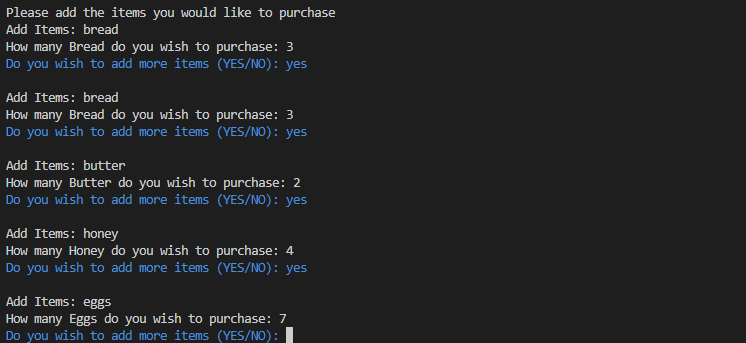 Please add the items you would like to purchase
Add Items: bread
How many Bread do you wish to purchase: 3
Do you wish to add more items (YES/NO): yes
Add Items: bread
How many Bread do you wish to purchase: 3
Do you wish to add more items (YES/NO): yes
Add Items: butter
How many Butter do you wish to purchase: 2
Do you wish to add more items (YES/NO): yes
Add Items: honey
How many Honey do you wish to purchase: 4
Do you wish to add more items (YES/NO): yes
Add Items: eggs
How many Eggs do you wish to purchase: 7
Do you wish to add more items (YES/NO):